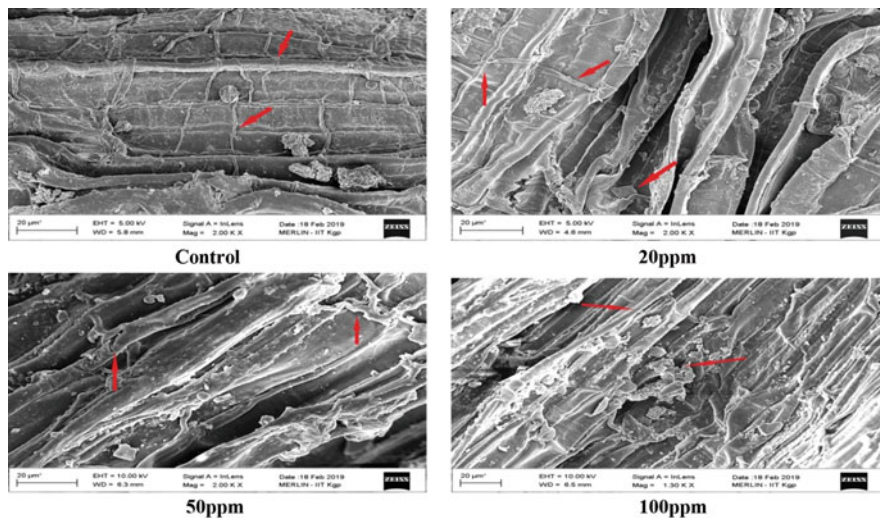 20 µm*
EHT = 5.00 kV
Signal A = InLens
Date :18 Feb 2019
WD = 5.8 mm
Mag = 2.00 K X
MERLIN - IIT Kgp
ZEISS
Control
20 µm*
EHT = 5.00 kV
Signal A = InLens
Date :18 Feb 2019
WD = 4.6 mm
Mag = 2.00 K X
MERLIN - IIT Kgp
ZEISS
20ppm
20 µm*
EHT = 10.00 kV
Signal A = InLens
Date :18 Feb 2019
WD = 6.3 mm
Mag = 2.00 K X
MERLIN - IIT Kgp
ZEISS
50ppm
20 µm*
EHT = 10.00 kV
Signal A = InLens
Date :18 Feb 2019
WD = 6.5 mm
Mag = 1.30 K X
MERLIN - IIT Kgp
ZEISS
100ppm